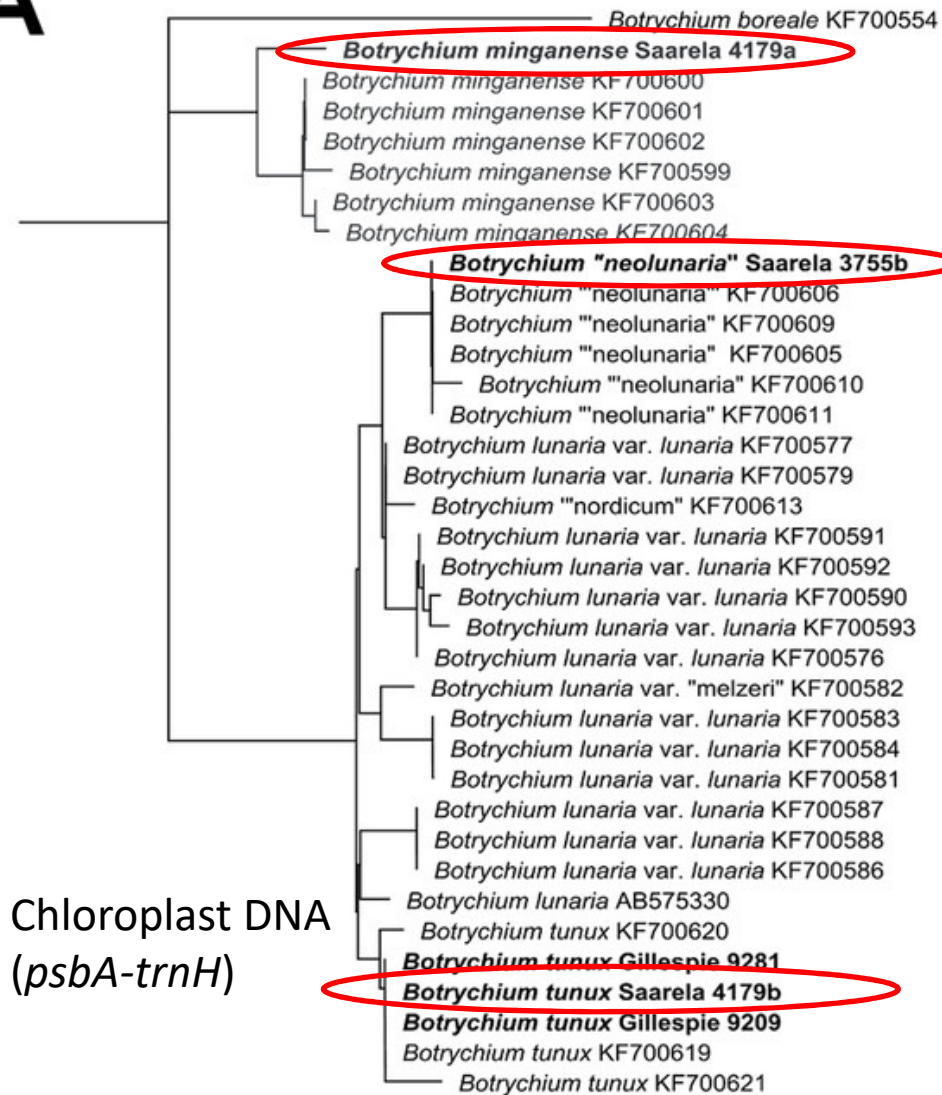 A
Botrychium boreale KF700554
Botrychium minganense Saarela 4179a
Botrychium minganense KF700600
Botrychium minganense KF700601
Botrychium minganense KF700602
Botrychium minganense KF700599
Botrychium minganense KF700603
Botrychium minganense KF700604
Botrychium "neolunaria" Saarela 3755b
Botrychium "'neolunaria'" KF700606
Botrychium "'neolunaria" KF700609
Botrychium "'neolunaria" KF700605
Botrychium "'neolunaria" KF700610
Botrychium "'neolunaria" KF700611
Botrychium lunaria var. lunaria KF700577
Botrychium lunaria var. lunaria KF700579
Botrychium "'nordicum" KF700613
Botrychium lunaria var. lunaria KF700591
Botrychium lunaria var. lunaria KF700592
Botrychium lunaria var. lunaria KF700590
Botrychium lunaria var. lunaria KF700593
Botrychium lunaria var. lunaria KF700576
Botrychium lunaria var. "melzeri" KF700582
Botrychium lunaria var. lunaria KF700583
Botrychium lunaria var. lunaria KF700584
Botrychium lunaria var. lunaria KF700581
Botrychium lunaria var. lunaria KF700587
Botrychium lunaria var. lunaria KF700588
Botrychium lunaria var. lunaria KF700586
Botrychium lunaria AB575330
Botrychium tunux KF700620
Botrychium tunux Gillespie 9281
Botrychium tunux Saarela 4179b
Botrychium tunux Gillespie 9209
Botrychium tunux KF700619
Botrychium tunux KF700621
Chloroplast DNA
(psbA-trnH)